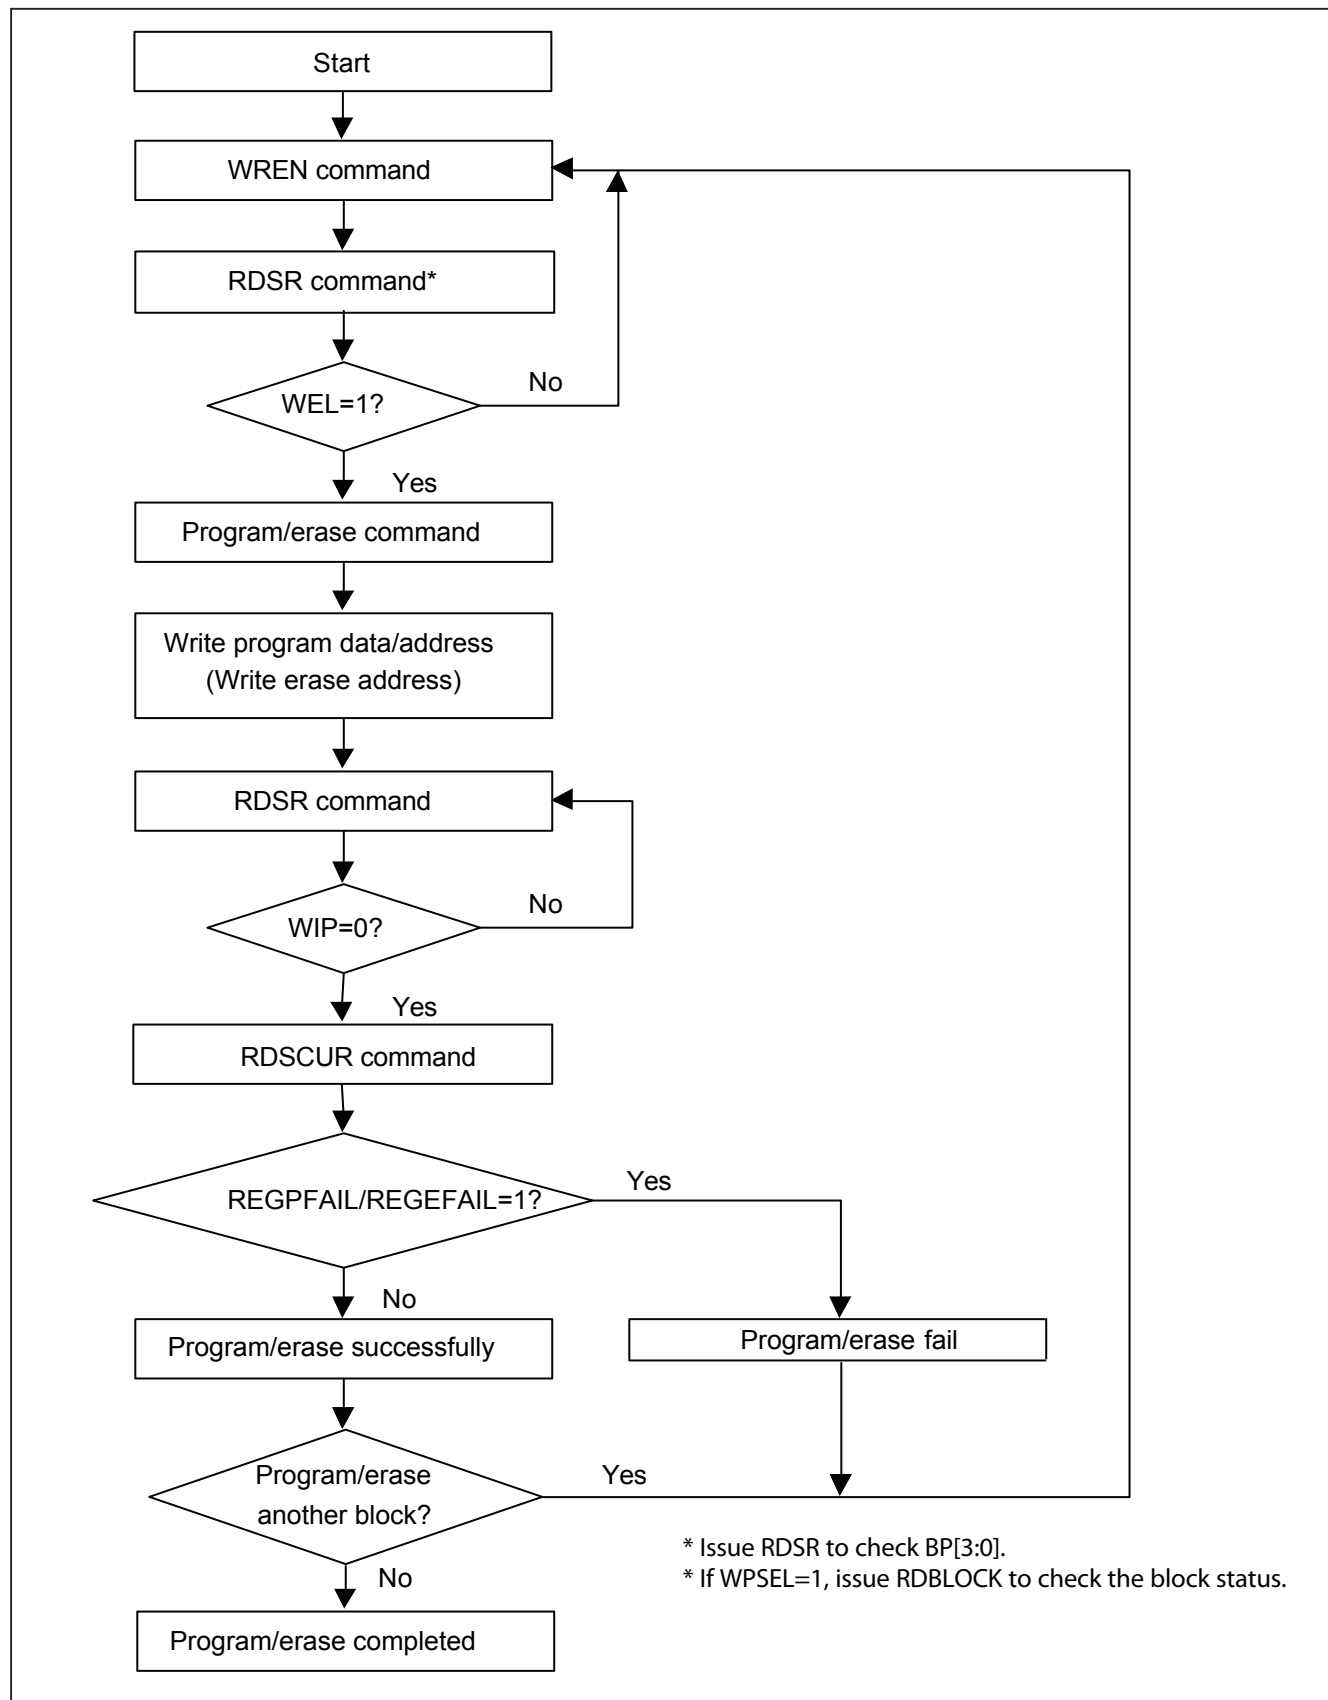 Start
WREN command
RDSR command*
WEL=1?
No
Yes
Program/erase command
Write program data/address
(Write erase address)
RDSR command
WIP=0?
No
Yes
RDSCUR command
REGPFAIL/REGEFAIL=1?
Yes
No
Program/erase successfully
Program/erase fail
Program/erase
another block?
Yes
* Issue RDSR to check BP[3:0].
* If WPSEL=1, issue RDBLOCK to check the block status.
No
Program/erase completed